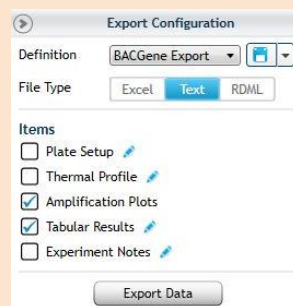 Export Configuration
Definition BACGene Export
File Type Excel Text RDML
Items
Plate Setup
Thermal Profile
Amplification Plots
Tabular Results
Experiment Notes
Export Data